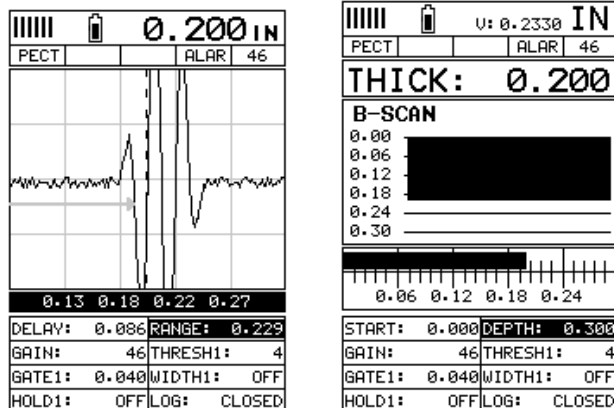 0.200 IN
PECT ALAR 46
0.13 0.18 0.22 0.27
DELAY: 0.086 RANGE: 0.229
GAIN: 46 THRESH1: 4
GATE1: 0.040 WIDTH1: OFF
HOLD1: OFF LOG: CLOSED
V: 0.2330 IN
PECT ALAR 46
THICK: 0.200
B-SCAN
0.00
0.06
0.12
0.18
0.24
0.30
0.06 0.12 0.18 0.24
START: 0.000 DEPTH: 0.300
GAIN: 46 THRESH1: 4
GATE1: 0.040 WIDTH1: OFF
HOLD1: OFF LOG: CLOSED